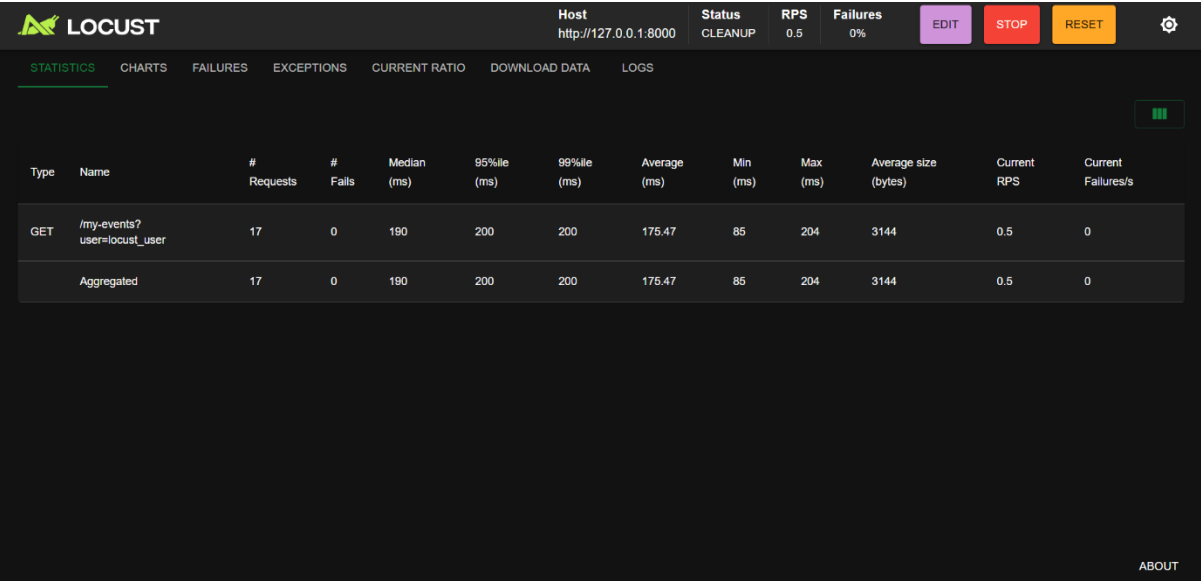 LOCUST
Host
http://127.0.0.1:8000
Status
CLEANUP
RPS
0.5
Failures
0%
EDIT
STOP
RESET
STATISTICS CHARTS FAILURES EXCEPTIONS CURRENT RATIO DOWNLOAD DATA LOGS
Type Name # Requests # Fails Median (ms) 95%ile (ms) 99%ile (ms) Average (ms) Min (ms) Max (ms) Average size (bytes) Current RPS Current Failures/s
GET /my-events?user=locust_user 17 0 190 200 200 175.47 85 204 3144 0.5 0
Aggregated 17 0 190 200 200 175.47 85 204 3144 0.5 0
ABOUT